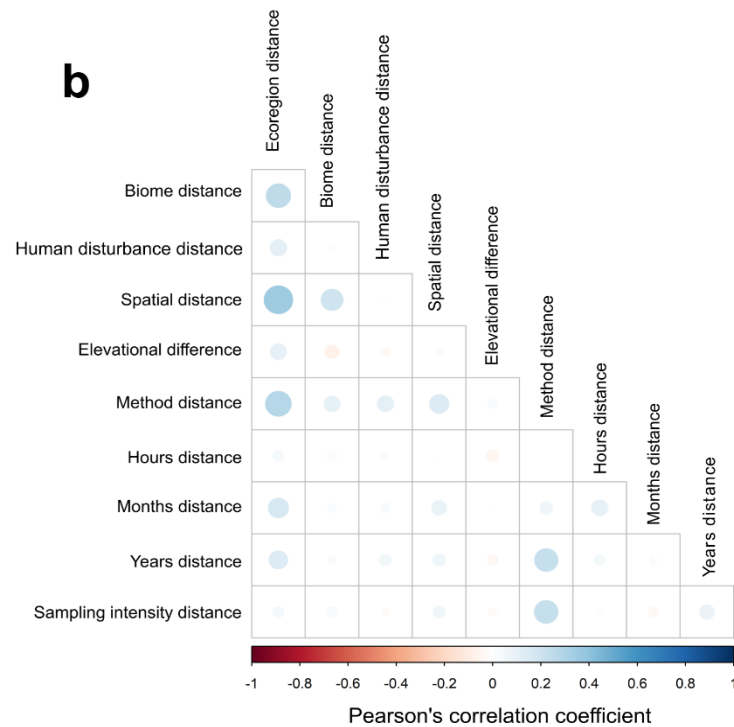 b
Ecoregion distance
Biome distance
Human disturbance distance
Spatial distance
Elevational difference
Method distance
Hours distance
Months distance
Years distance
Biome distance
Human disturbance distance
Spatial distance
Elevational difference
Method distance
Hours distance
Months distance
Years distance
Sampling intensity distance
-1 -0.8 -0.6 -0.4 -0.2 0 0.2 0.4 0.6 0.8 1
Pearson's correlation coefficient